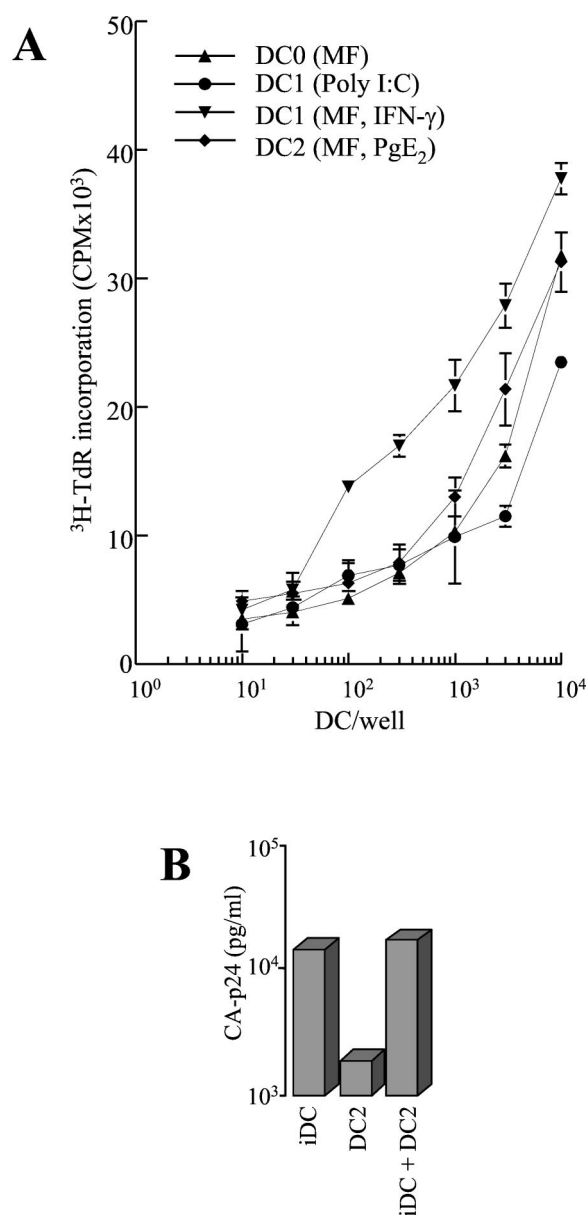 A
50
40
30
20
10
0
³H-TdR incorporation (CPMx10³)
DC0 (MF)
DC1 (Poly I:C)
DC1 (MF, IFN-γ)
DC2 (MF, PgE₂)
10⁰ 10¹ 10² 10³ 10⁴
DC/well
B
10⁵
10⁴
10³
CA-p24 (pg/ml)
iDC
DC2
iDC + DC2